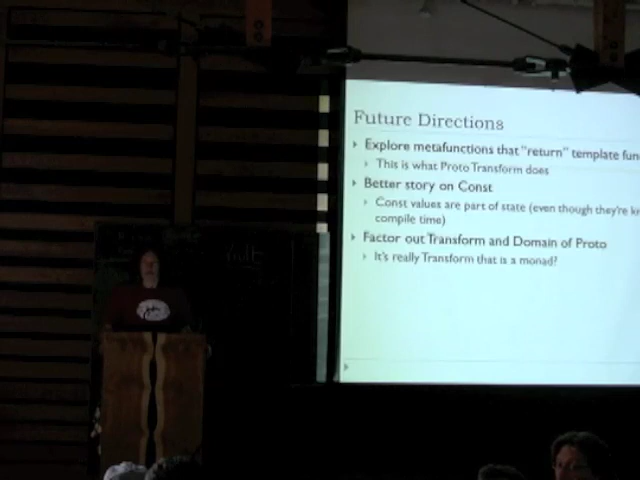 Future Directions
Explore metafunctions that "return" template fun
This is what Proto Transform does
Better story on Const
Const values are part of state (even though they're kn
compile time)
Factor out Transform and Domain of Proto
It's really Transform that is a monad?